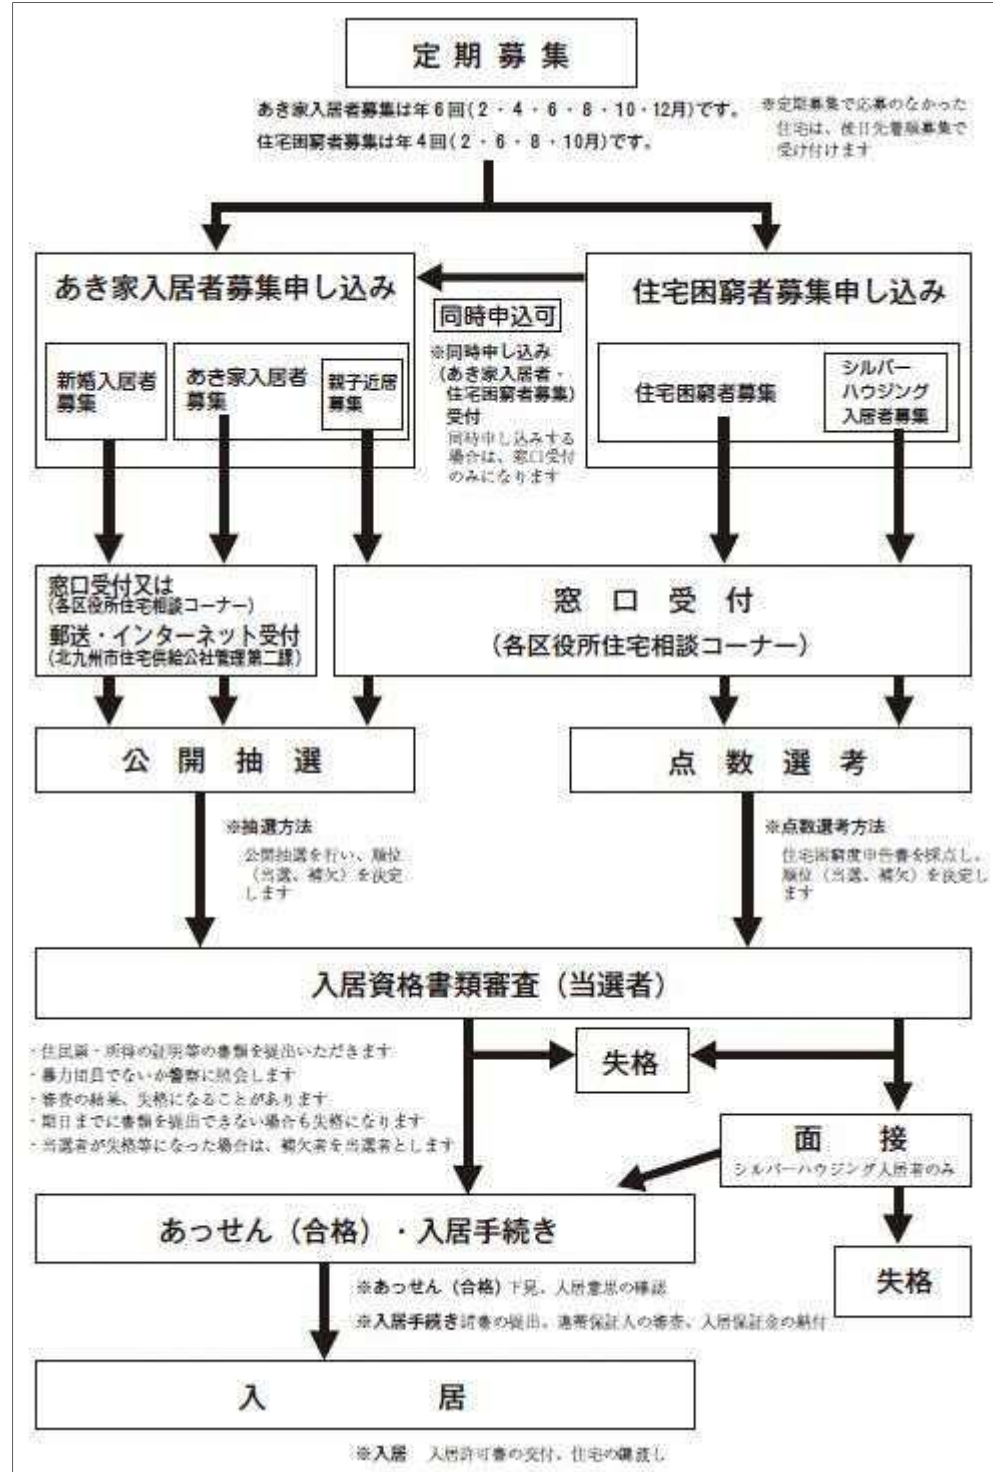 定期募集
あき家入居者募集は年6回(2・4・6・8・10・12月)です。
住宅困窮者募集は年4回(2・6・8・10月)です。
※定期募集で応募のなかった
住宅は、後日先着順募集で
受け付けます
あき家入居者募集申し込み
新婚入居者
募集
あき家入居者
募集
親子近居
募集
同時申込可
※同時申し込み
(あき家入居者・
住宅困窮者募集)
受付
同時申し込みする
場合は、窓口受付
のみになります
住宅困窮者募集申し込み
住宅困窮者募集
シルバー
ハウジング
入居者募集
窓口受付又は
(各区役所住宅相談コーナー)
郵送・インターネット受付
(北九州市住宅供給公社管理第二課)
窓口受付
(各区役所住宅相談コーナー)
公開抽選
点数選考
※抽選方法
公開抽選を行い、順位
(当選、補欠)を決定
します
※点数選考方法
住宅困窮度申告書を採点し、
順位(当選、補欠)を決定し
ます
入居資格書類審査(当選者)
・住民票・所得の証明等の書類を提出いただきます
・暴力団員でないか警察に照会します
・審査の結果、失格になることがあります
・期日までに書類を提出できない場合も失格になります
・当選者が失格等になった場合は、補欠者を当選者とします
失格
面接
シルバーハウジング入居者のみ
あっせん(合格)・入居手続き
失格
※あっせん(合格)下見、入居意思の確認
※入居手続き請書の提出、連帯保証人の審査、入居保証金の納付
入居
※入居 入居許可書の交付、住宅の鍵渡し